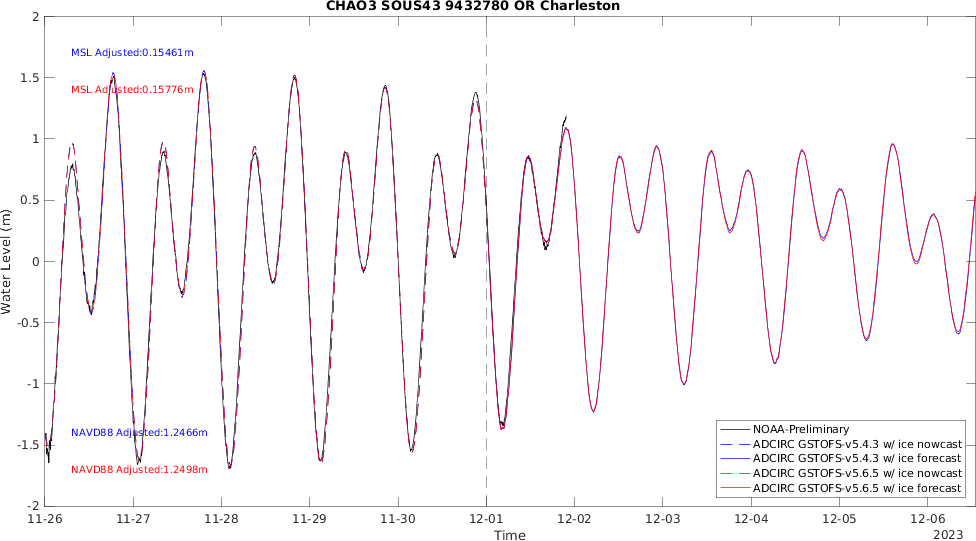 CHAO3 SOUS43 9432780 OR Charleston
2
1.5
1
0.5
0
-0.5
-1
-1.5
-2
Water Level (m)
MSL Adjusted:0.15461m
MSL Adjusted:0.15776m
NAVD88 Adjusted:1.2466m
NAVD88 Adjusted:1.2498m
NOAA-Preliminary
ADCIRC GSTOFS-v5.4.3 w/ ice nowcast
ADCIRC GSTOFS-v5.4.3 w/ ice forecast
ADCIRC GSTOFS-v5.6.5 w/ ice nowcast
ADCIRC GSTOFS-v5.6.5 w/ ice forecast
11-26 11-27 11-28 11-29 11-30 12-01 12-02 12-03 12-04 12-05 12-06
Time
2023